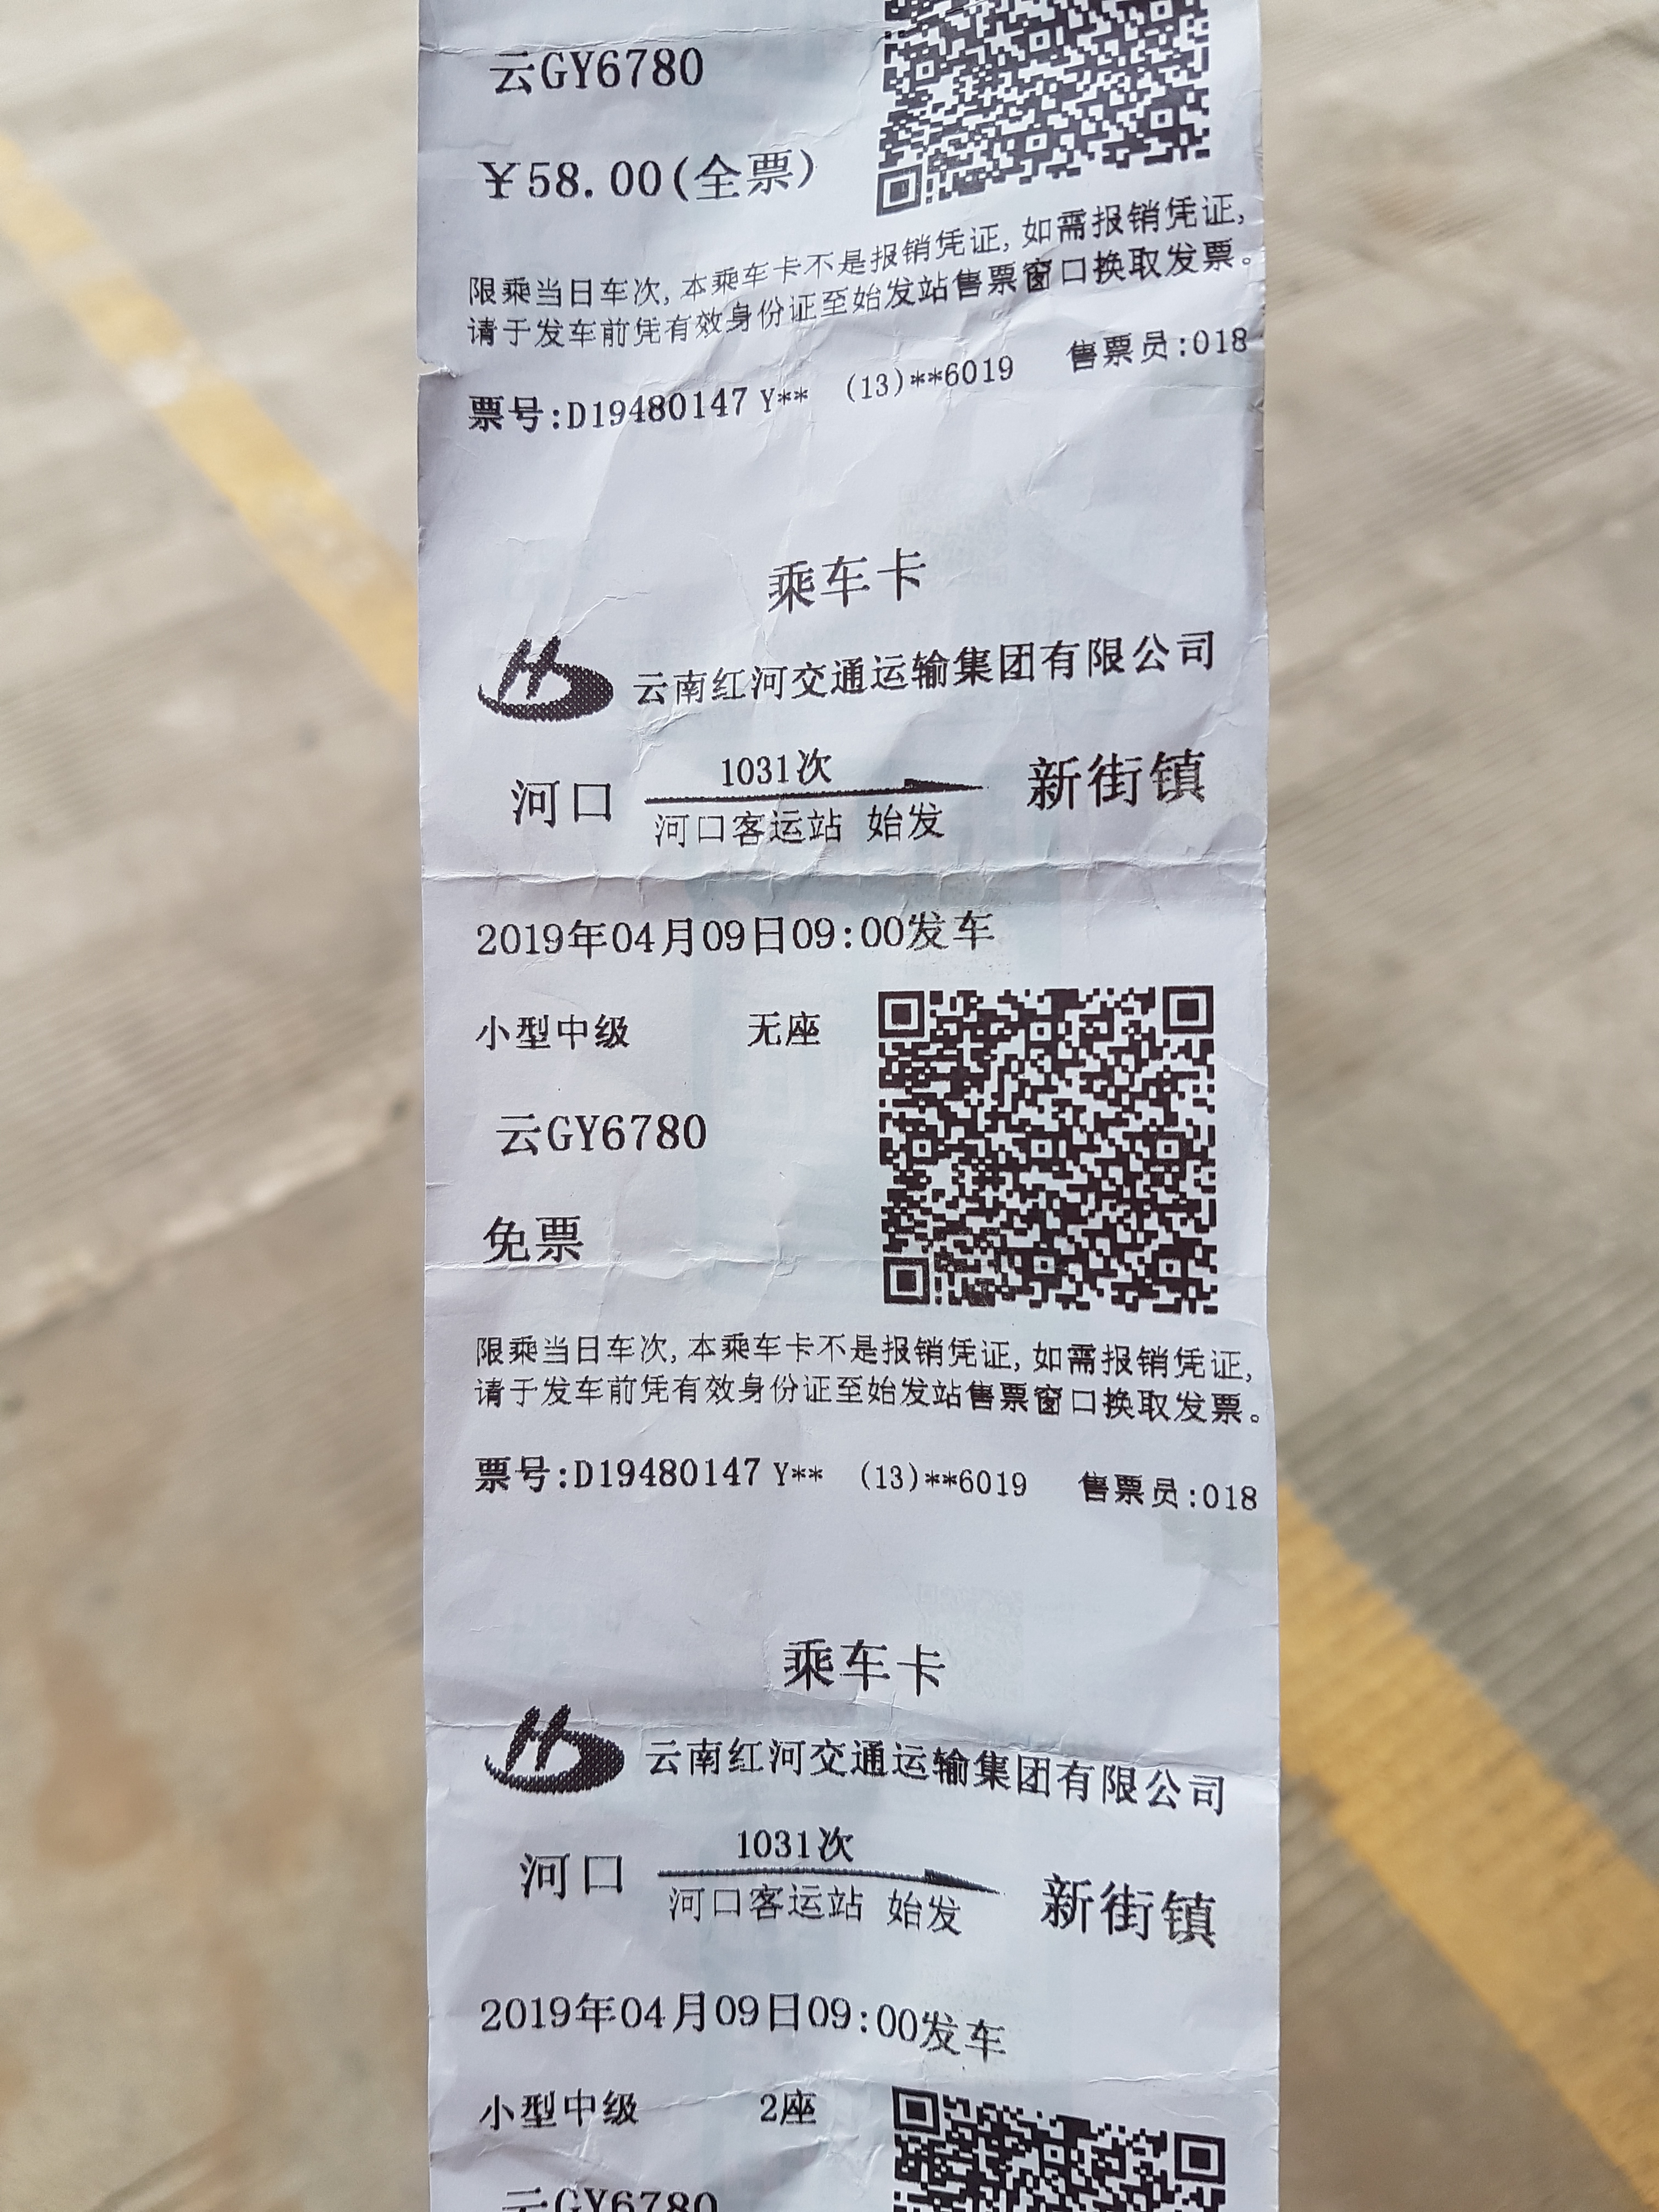 云GY6780
￥58.00(全票)
限乘当日车次,本乘车卡不是报销凭证,如需报销凭证,
请于发车前凭有效身份证至始发站售票窗口换取发票。
票号:D19480147 Y** (13)**6019 售票员:018
乘车卡
云南红河交通运输集团有限公司
1031次
河口 新街镇
河口客运站 始发
2019年04月09日09:00发车
小型中级 无座
云GY6780
免票
限乘当日车次,本乘车卡不是报销凭证,如需报销凭证,
请于发车前凭有效身份证至始发站售票窗口换取发票。
票号:D19480147 Y** (13)**6019 售票员:018
乘车卡
云南红河交通运输集团有限公司
1031次
河口 新街镇
河口客运站 始发
2019年04月09日09:00发车
小型中级 2座
云GY6780